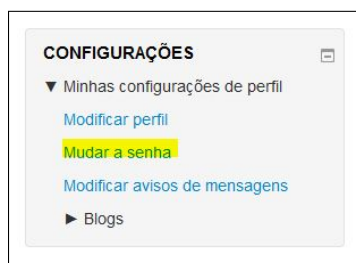 CONFIGURAÇÕES
▼ Minhas configurações de perfil
Modificar perfil
Mudar a senha
Modificar avisos de mensagens
► Blogs